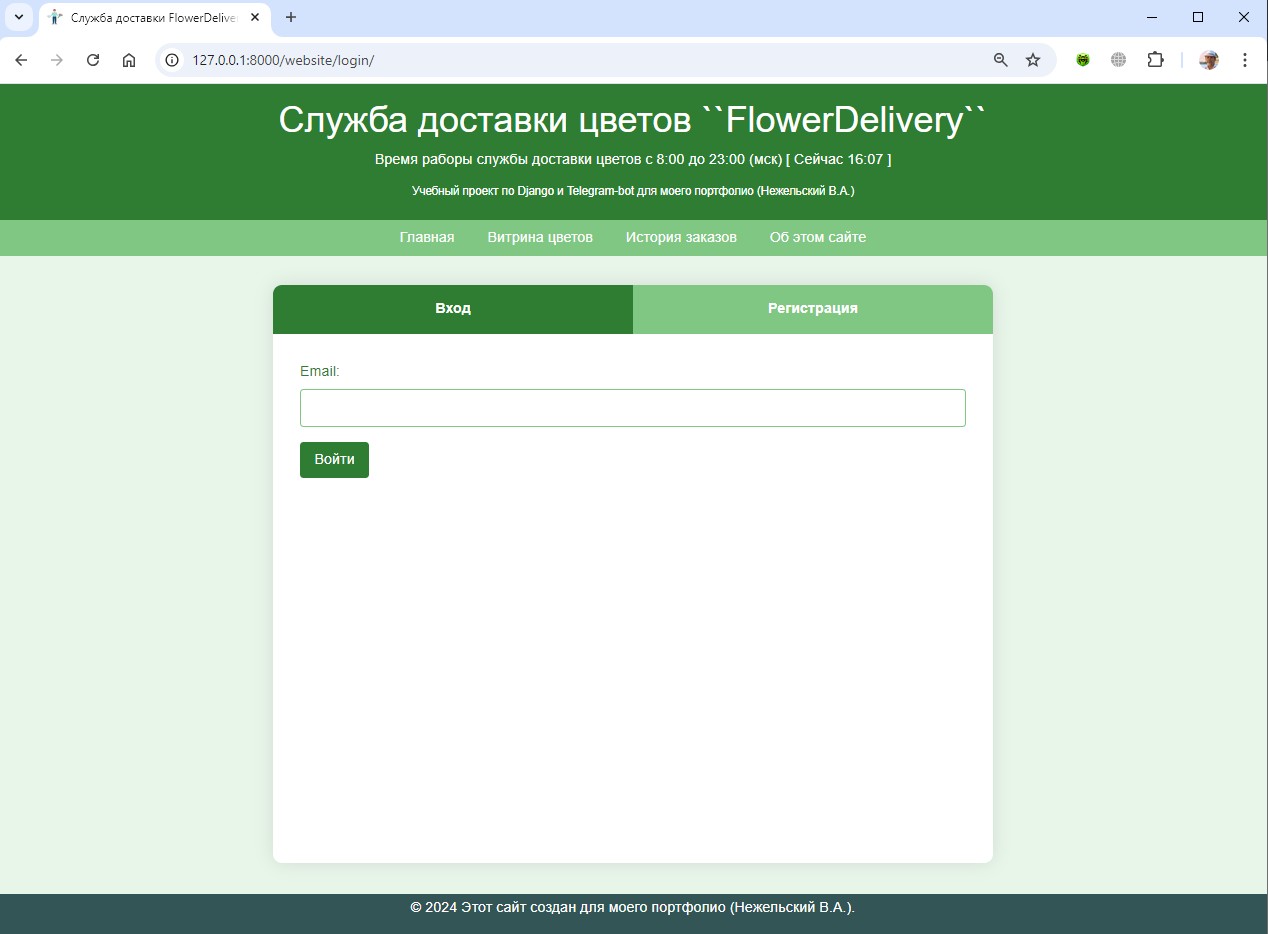 Служба доставки FlowerDelive
127.0.0.1:8000/website/login/
Служба доставки цветов ``FlowerDelivery``
Время раборы службы доставки цветов с 8:00 до 23:00 (мск) [ Сейчас 16:07 ]
Учебный проект по Django и Telegram-bot для моего портфолио (Нежельский В.А.)
Главная Витрина цветов История заказов Об этом сайте
Вход Регистрация
Email:
Войти
© 2024 Этот сайт создан для моего портфолио (Нежельский В.А.).